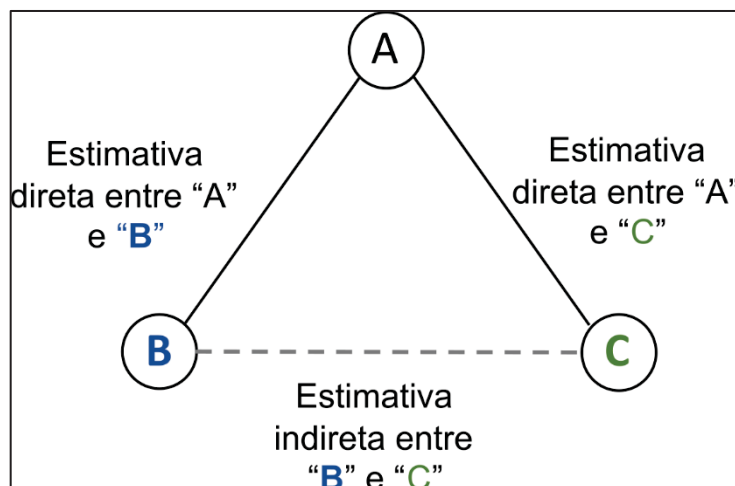 A
Estimativa
direta entre “A”
e “B”
Estimativa
direta entre “A”
e “C”
B
C
Estimativa
indireta entre
“B” e “C”